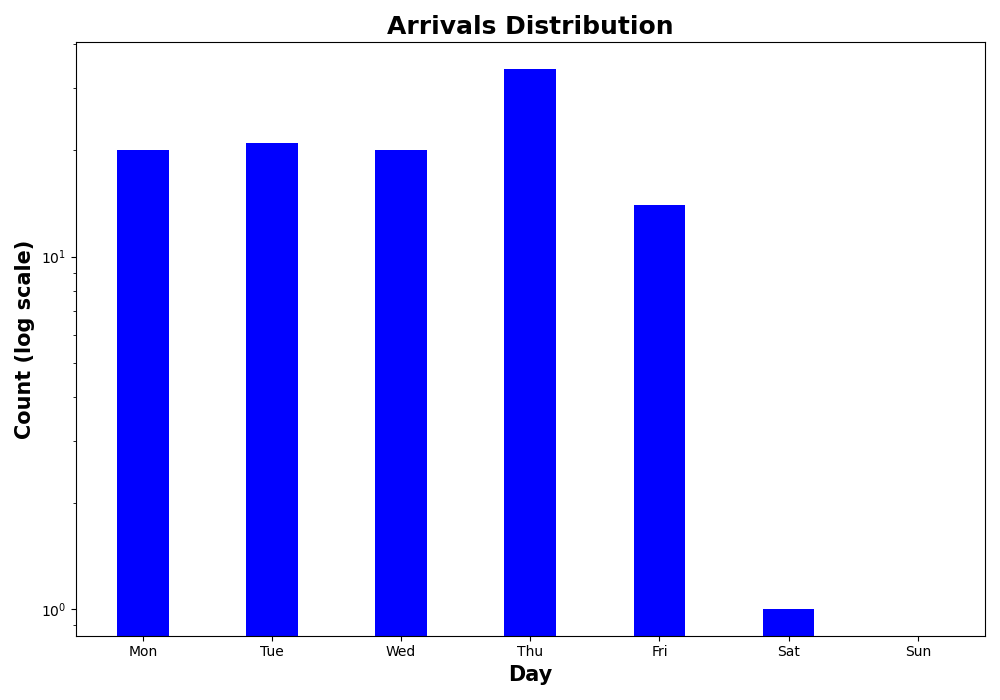 Arrivals Distribution
Count (log scale)
10¹
10⁰
Mon Tue Wed Thu Fri Sat Sun
Day